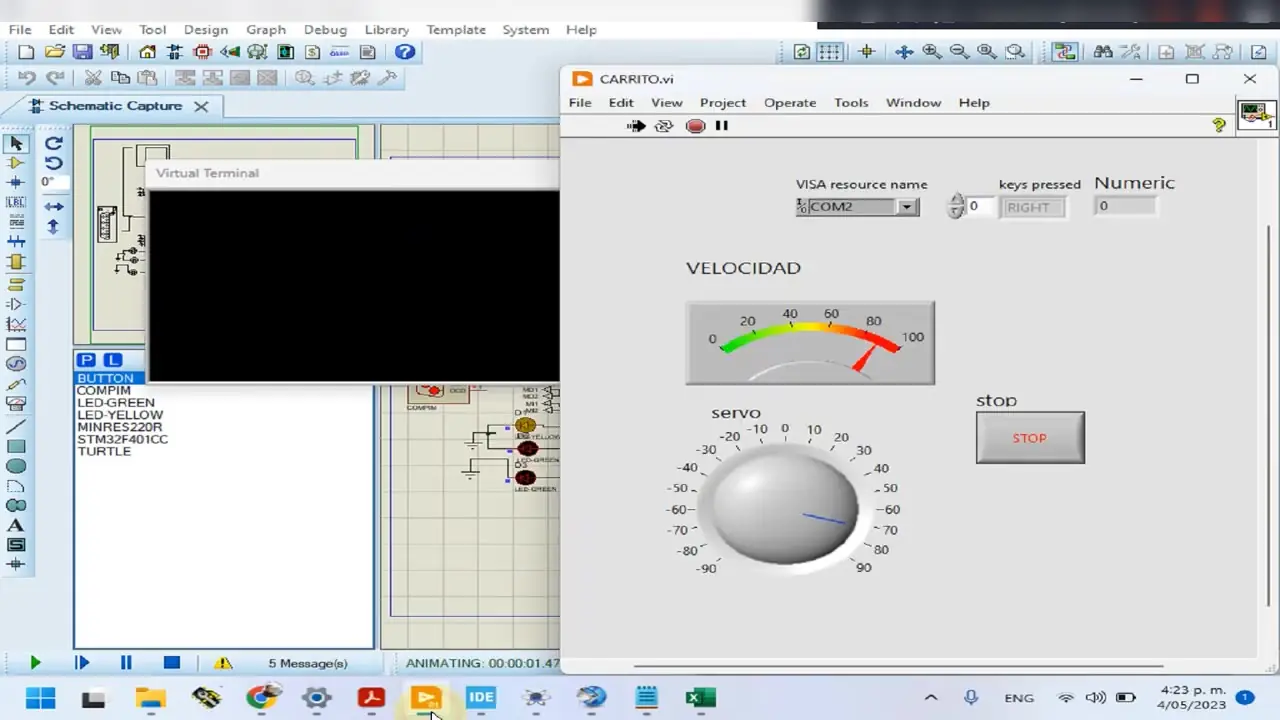 File Edit View Tool Design Graph Debug Library Template System Help
Schematic Capture
CARRITO.vi
File Edit View Project Operate Tools Window Help
1
0°
Virtual Terminal
VISA resource name
COM2
0
keys pressed
RIGHT
Numeric
0
VELOCIDAD
0 20 40 60 80 100
P L
BUTTON
COMPIM
LED-GREEN
LED-YELLOW
MINRES220R
STM32F401CC
TURTLE
COMPIM
servo
-90 -80 -70 -60 -50 -40 -30 -20 -10 0 10 20 30 40 50 60 70 80 90
stop
STOP
5 Message(s)
ANIMATING: 00:00:01.47
IDE
ENG
4:23 p. m.
4/05/2023
1